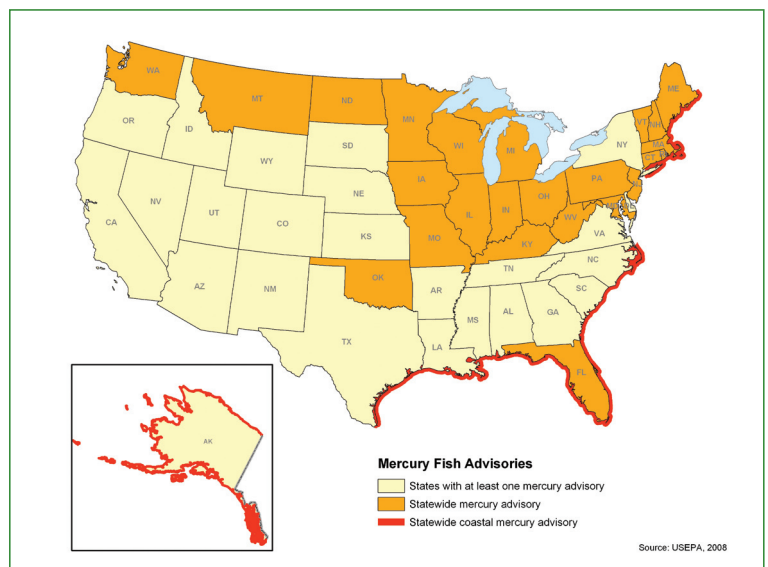 WA
MT
ND
MN
ME
VT
NH
OR
ID
SD
WI
MI
NY
MA
CT
WY
IA
PA
NE
NV
UT
CO
IL
IN
OH
WV
CA
KS
MO
KY
VA
AZ
NM
OK
AR
TN
NC
SC
MS
AL
GA
TX
LA
FL
AK
Mercury Fish Advisories
States with at least one mercury advisory
Statewide mercury advisory
Statewide coastal mercury advisory
Source: USEPA, 2008